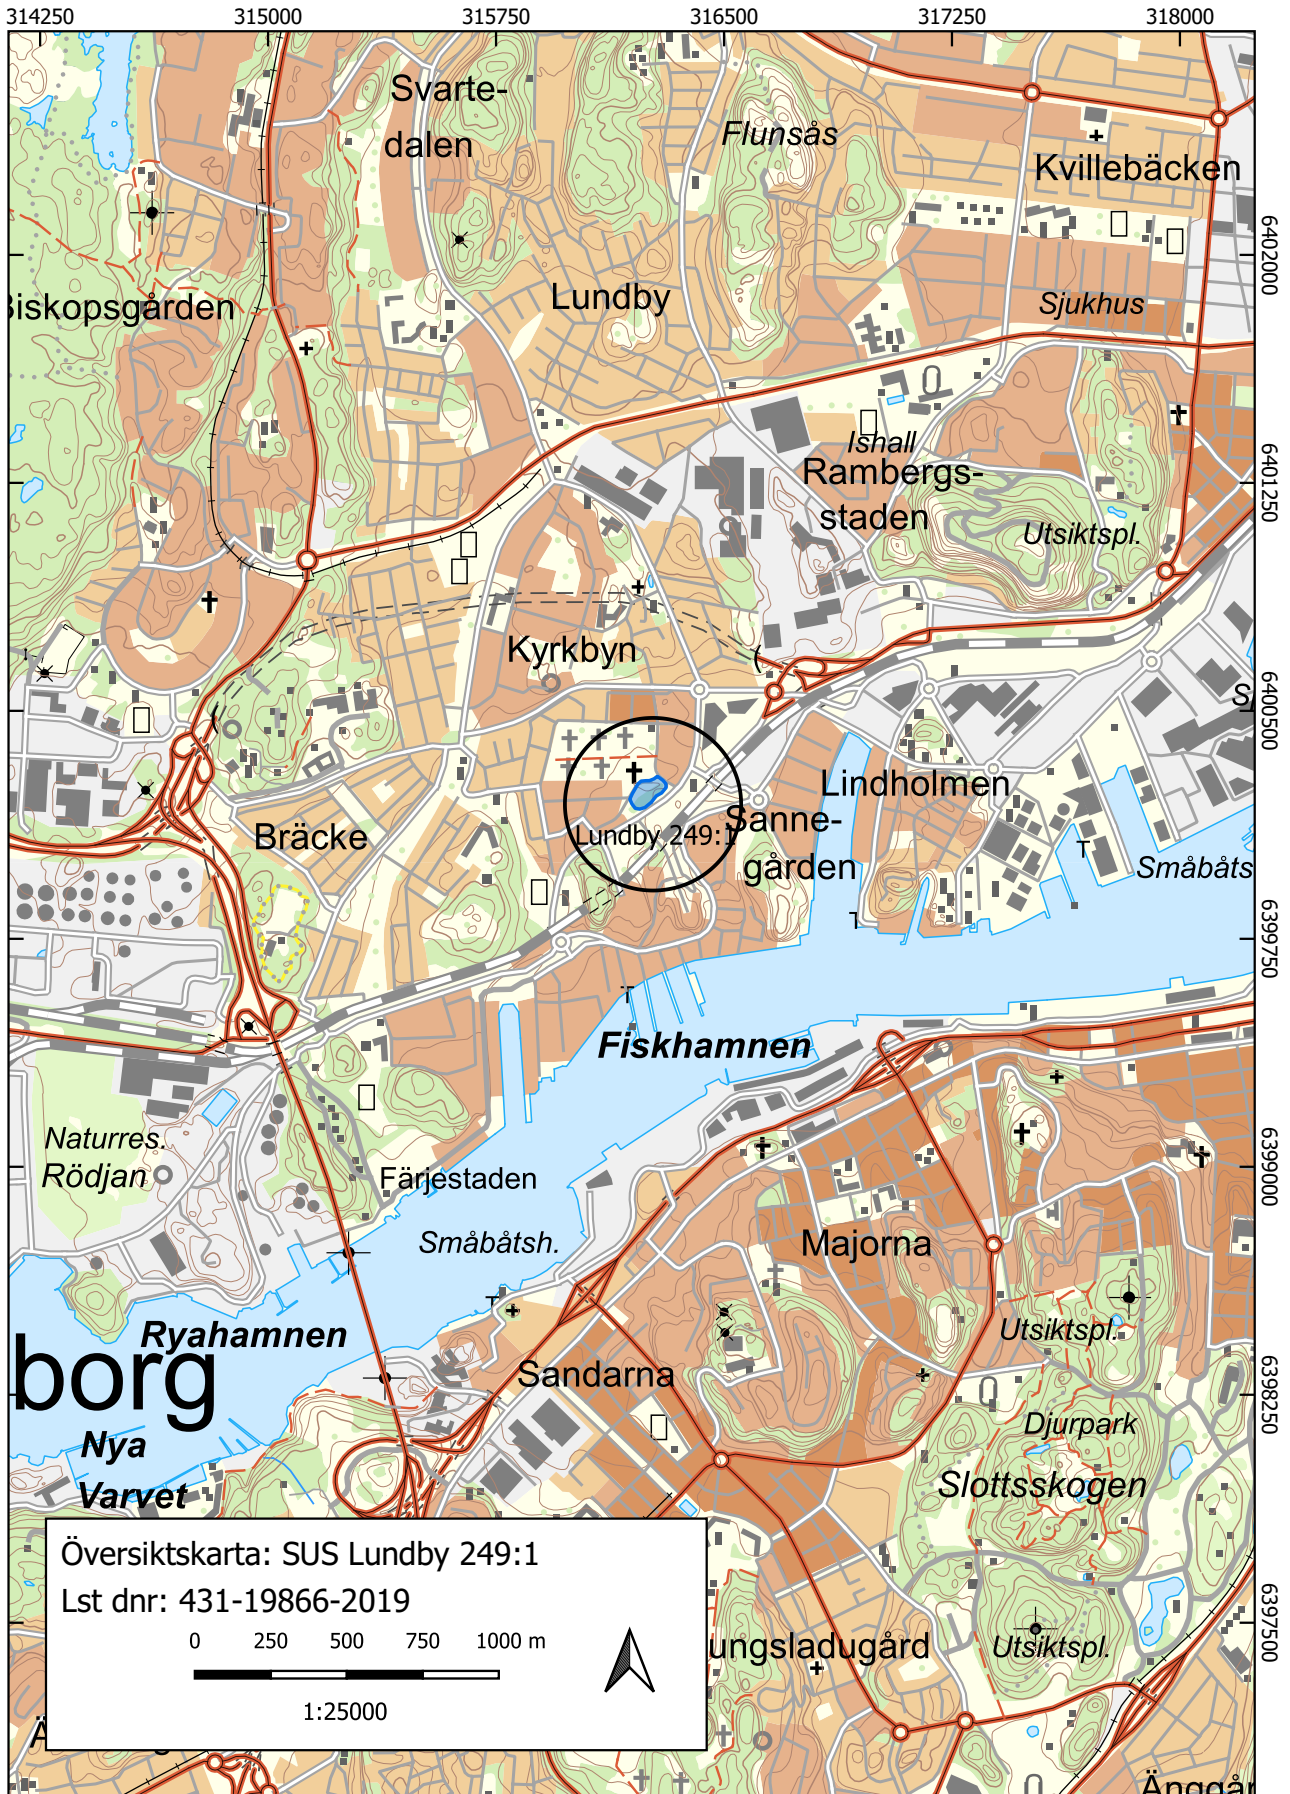 314250 315000 315750 316500 317250 318000
Svarte-
dalen
Flunsås
Kvillebäcken
6402000
Biskopsgården
Lundby
Sjukhus
Ishall
Rambergs-
staden
6401250
Utsiktspl.
Kyrkbyn
6400500
Lindholmen
Bräcke
Lundby 249:1
Sanne-
gården
Småbåts
T
T
6399750
T
Fiskhamnen
Naturres.
Rödjan
6399000
Färjestaden
Småbåtsh.
Majorna
T
Ryahamnen
Utsiktspl.
borg
Sandarna
6398250
Djurpark
Nya
Varvet
Slottsskogen
Översiktskarta: SUS Lundby 249:1
Lst dnr: 431-19866-2019
0 250 500 750 1000 m
1:25000
ungsladugård
Utsiktspl.
6397500
Änggår